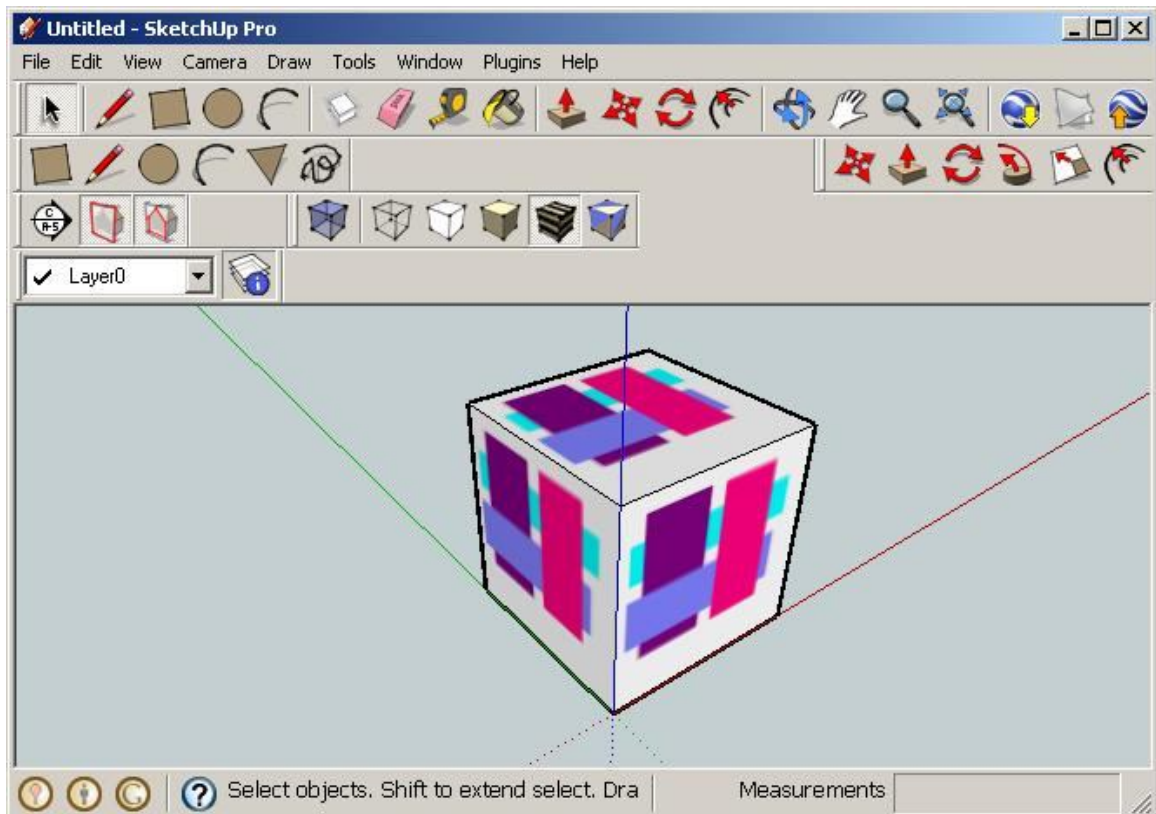 Untitled - SketchUp Pro
File Edit View Camera Draw Tools Window Plugins Help
C
A-5
Layer0
Select objects. Shift to extend select. Dra
Measurements